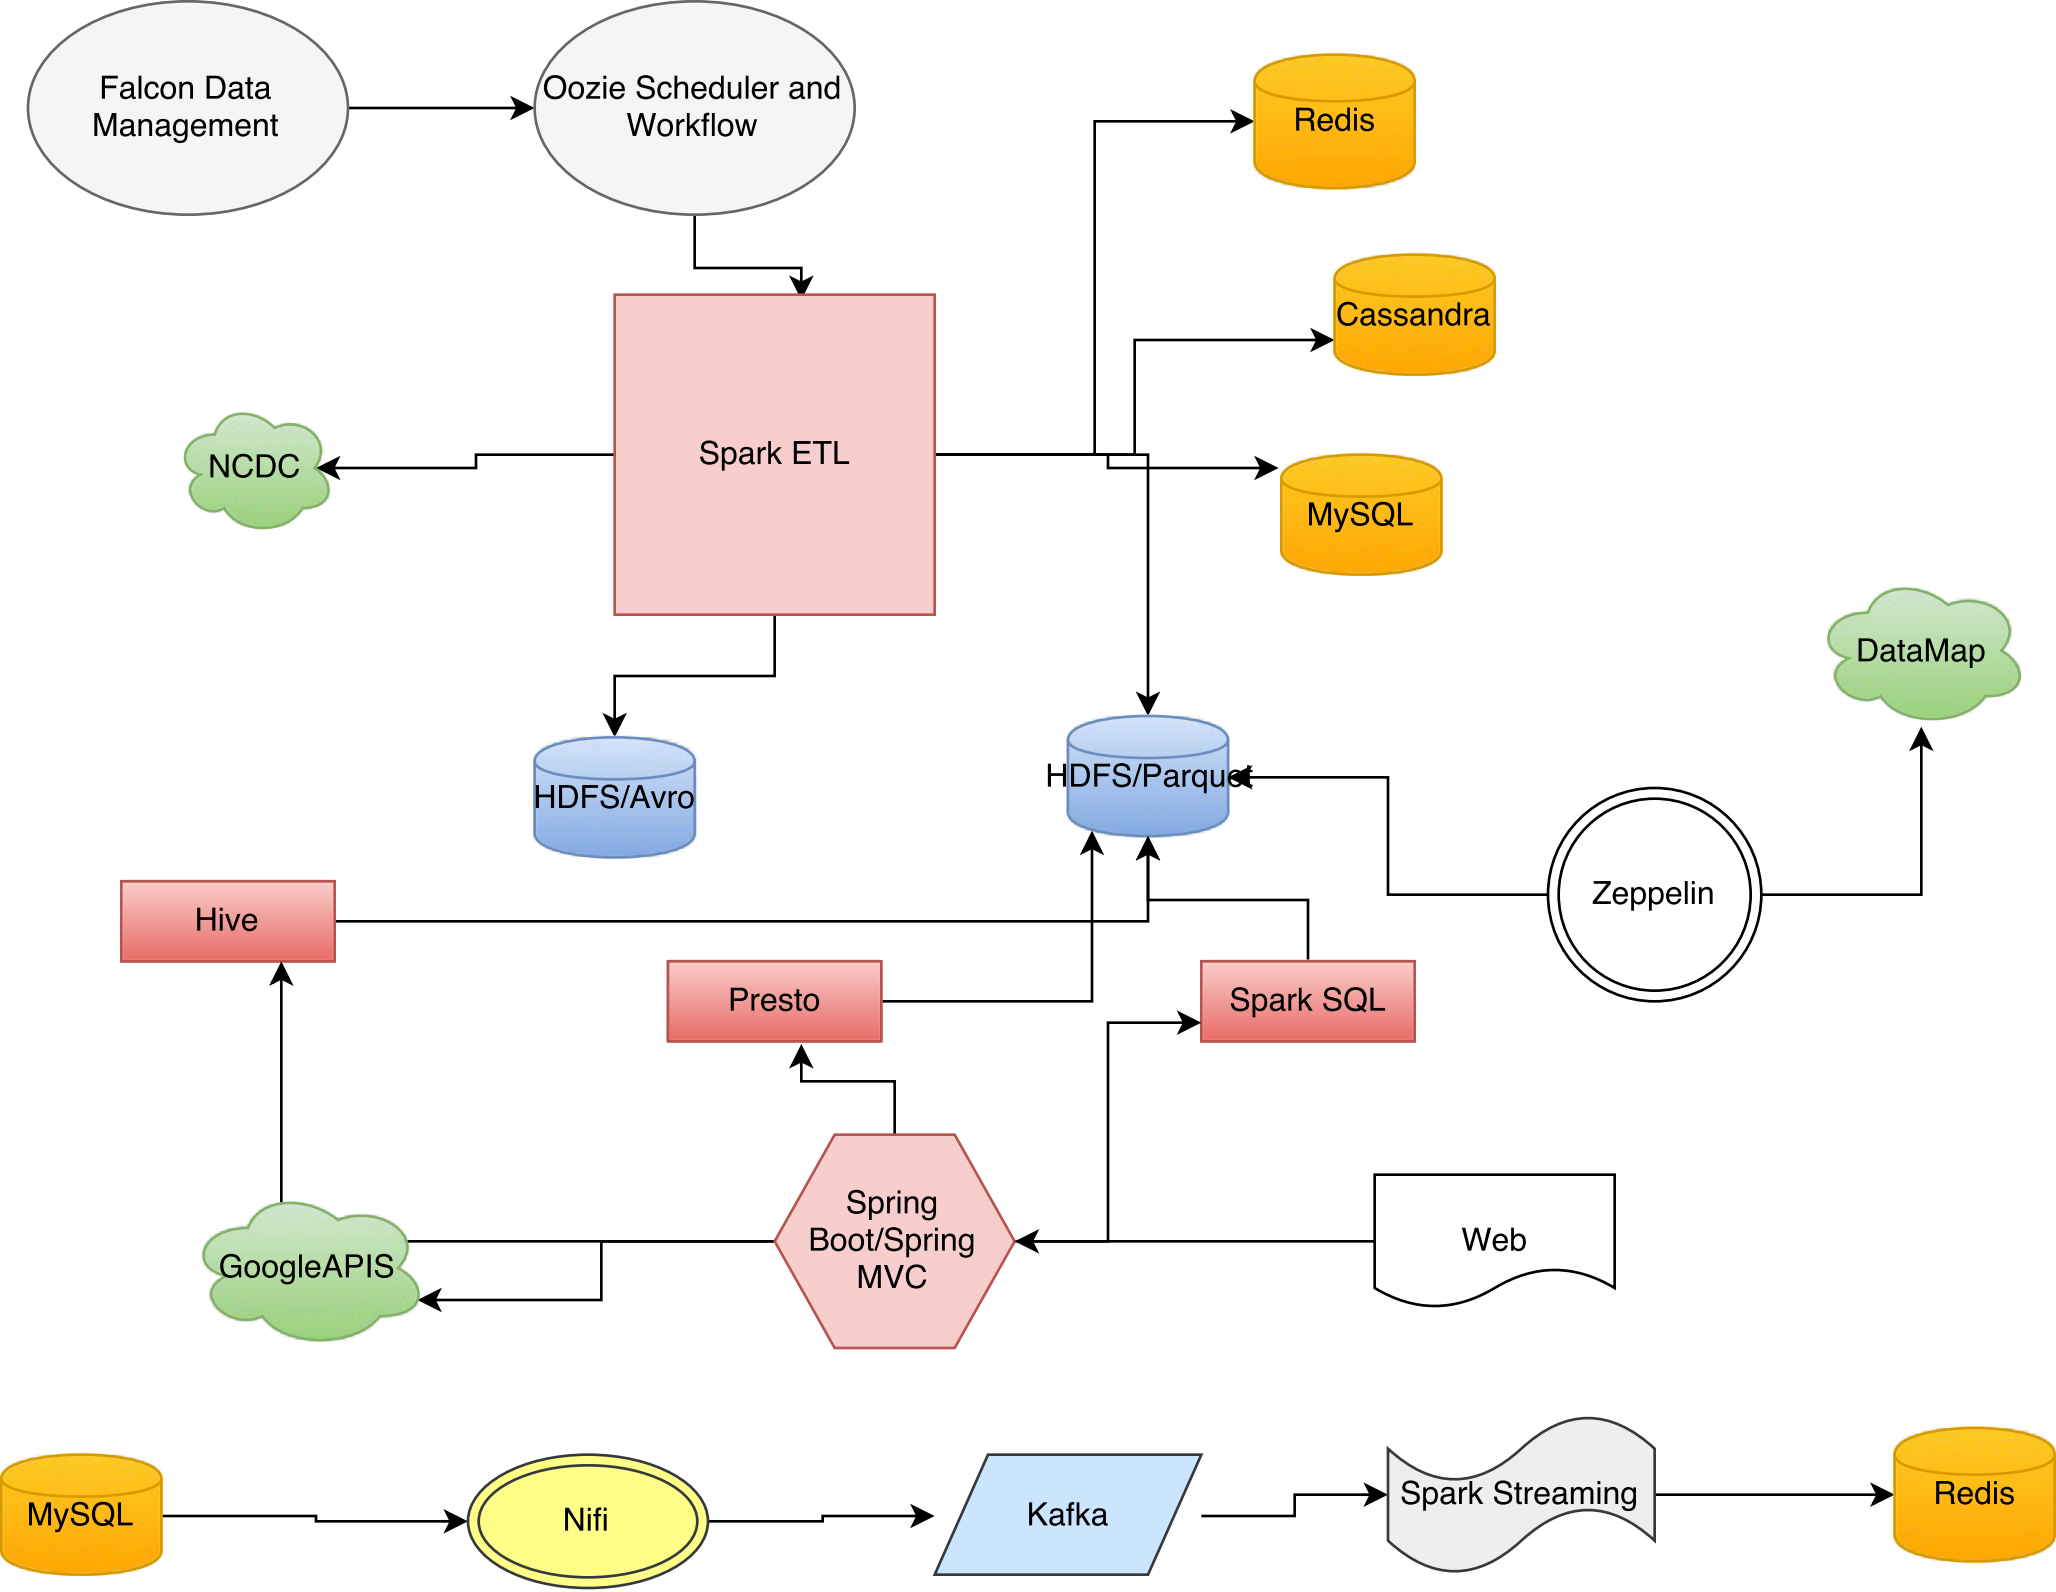 Falcon Data
Management
Oozie Scheduler and
Workflow
Redis
Cassandra
NCDC
Spark ETL
MySQL
DataMap
HDFS/Avro
HDFS/Parquet
Zeppelin
Hive
Presto
Spark SQL
Spring
Boot/Spring
MVC
Web
GoogleAPIS
MySQL
Nifi
Kafka
Spark Streaming
Redis